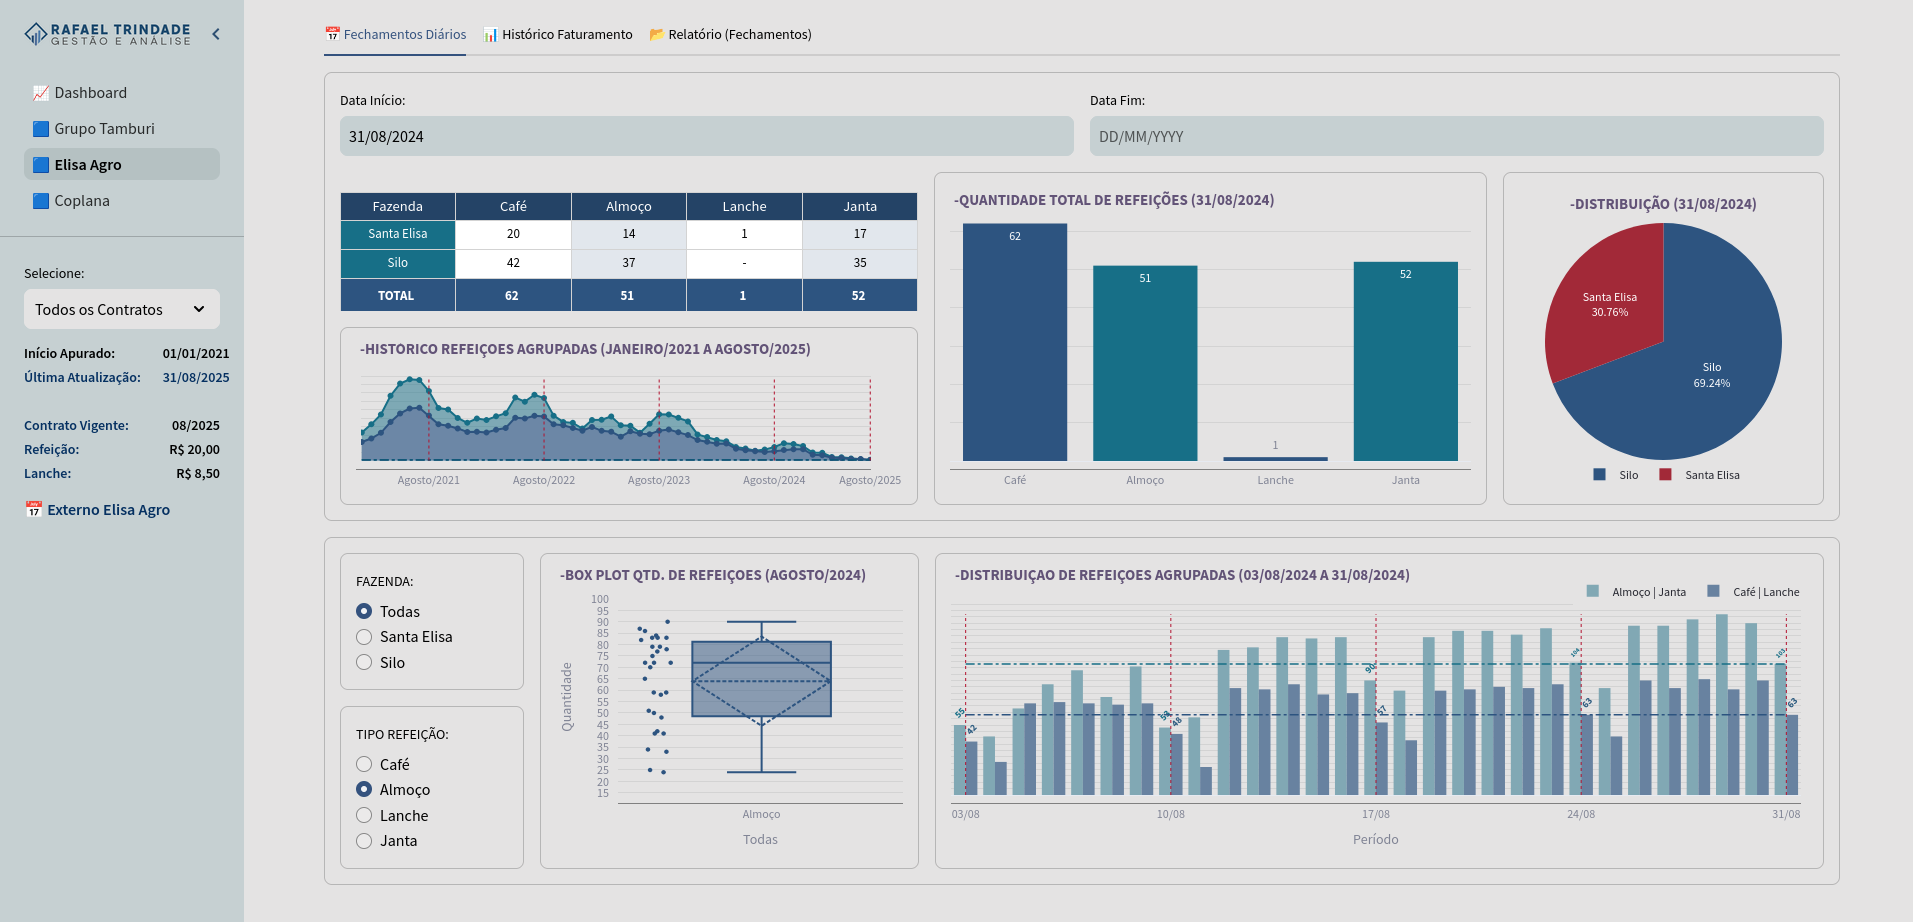 RAFAEL TRINDADE
GESTÃO E ANÁLISE
📈 Dashboard
🟦 Grupo Tamburi
🟦 Elisa Agro
🟦 Coplana
Selecione:
Todos os Contratos
Início Apurado: 01/01/2021
Última Atualização: 31/08/2025
Contrato Vigente: 08/2025
Refeição: R$ 20,00
Lanche: R$ 8,50
📅 Externo Elisa Agro
📅 Fechamentos Diários 📊 Histórico Faturamento 📂 Relatório (Fechamentos)
Data Início: Data Fim:
31/08/2024 DD/MM/YYYY
Fazenda Café Almoço Lanche Janta
Santa Elisa 20 14 1 17
Silo 42 37 - 35
TOTAL 62 51 1 52
-HISTÓRICO REFEIÇOES AGRUPADAS (JANEIRO/2021 A AGOSTO/2025)
Agosto/2021 Agosto/2022 Agosto/2023 Agosto/2024 Agosto/2025
-QUANTIDADE TOTAL DE REFEIÇÕES (31/08/2024)
62
51
1
52
Café Almoço Lanche Janta
-DISTRIBUIÇÃO (31/08/2024)
Santa Elisa
30.76%
Silo
69.24%
Silo Santa Elisa
FAZENDA:
Todas
Santa Elisa
Silo
TIPO REFEIÇÃO:
Café
Almoço
Lanche
Janta
-BOX PLOT QTD. DE REFEIÇOES (AGOSTO/2024)
Quantidade
100
95
90
85
80
75
70
65
60
55
50
45
40
35
30
25
20
15
Almoço
Todas
-DISTRIBUIÇAO DE REFEIÇOES AGRUPADAS (03/08/2024 A 31/08/2024)
Almoço | Janta Café | Lanche
55
42
48
90
57
104
63
103
63
03/08 10/08 17/08 24/08 31/08
Período